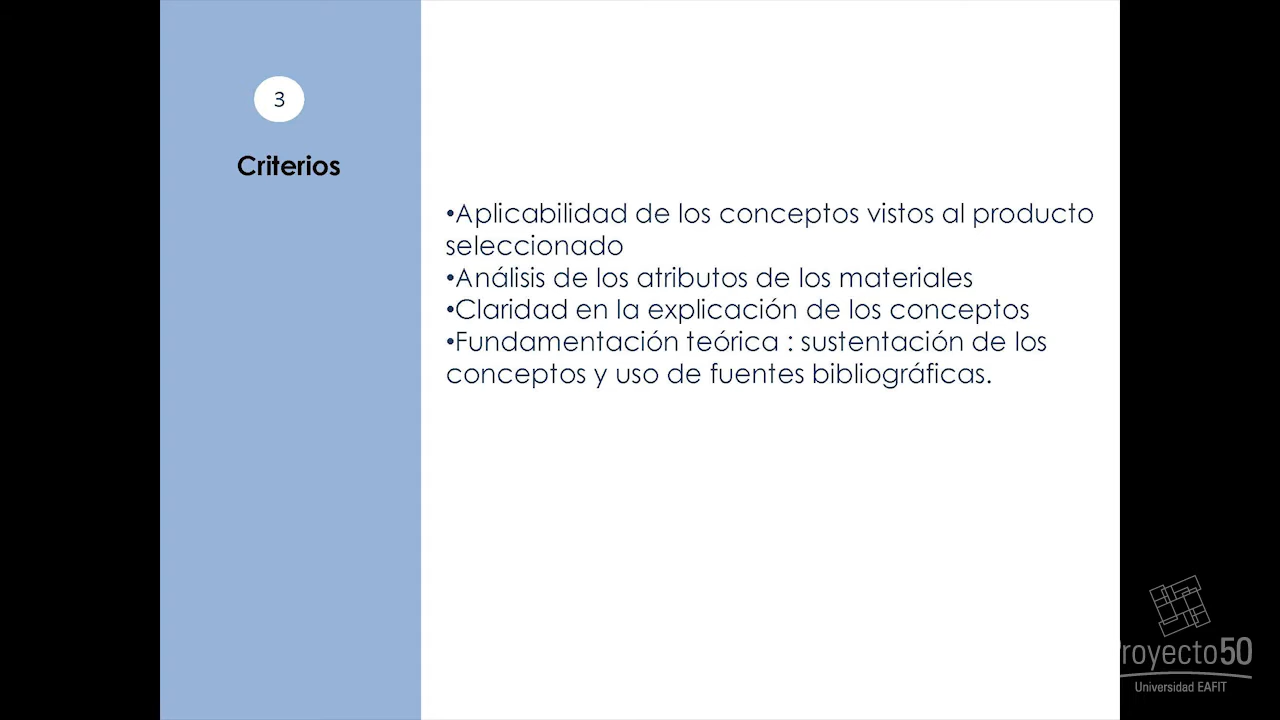 3
Criterios
•Aplicabilidad de los conceptos vistos al producto
seleccionado
•Análisis de los atributos de los materiales
•Claridad en la explicación de los conceptos
•Fundamentación teórica : sustentación de los
conceptos y uso de fuentes bibliográficas.
Proyecto50
Universidad EAFIT